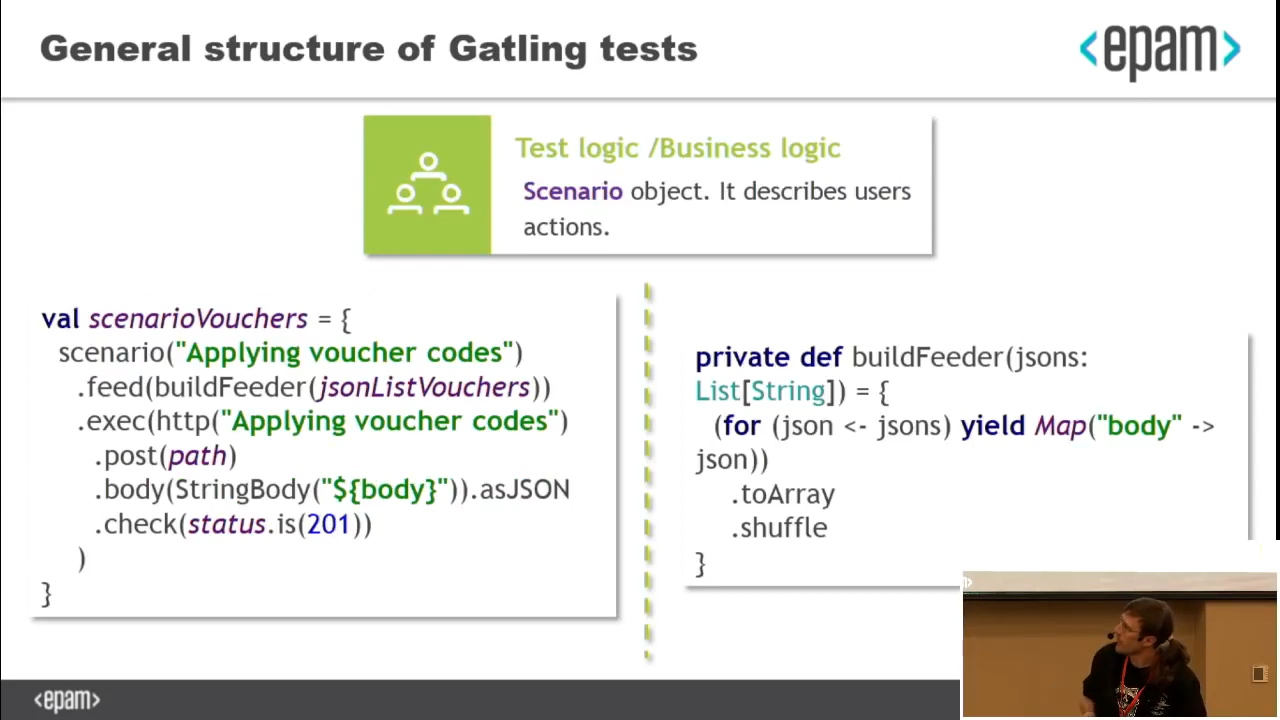 General structure of Gatling tests
<epam>
Test logic /Business logic
Scenario object. It describes users
actions.
val scenarioVouchers = {
scenario("Applying voucher codes")
.feed(buildFeeder(jsonListVouchers))
.exec(http("Applying voucher codes")
.post(path)
.body(StringBody("${body}")).asJSON
.check(status.is(201))
)
}
private def buildFeeder(jsons:
List[String]) = {
(for (json <- jsons) yield Map("body" ->
json))
.toArray
.shuffle
}
<epam>